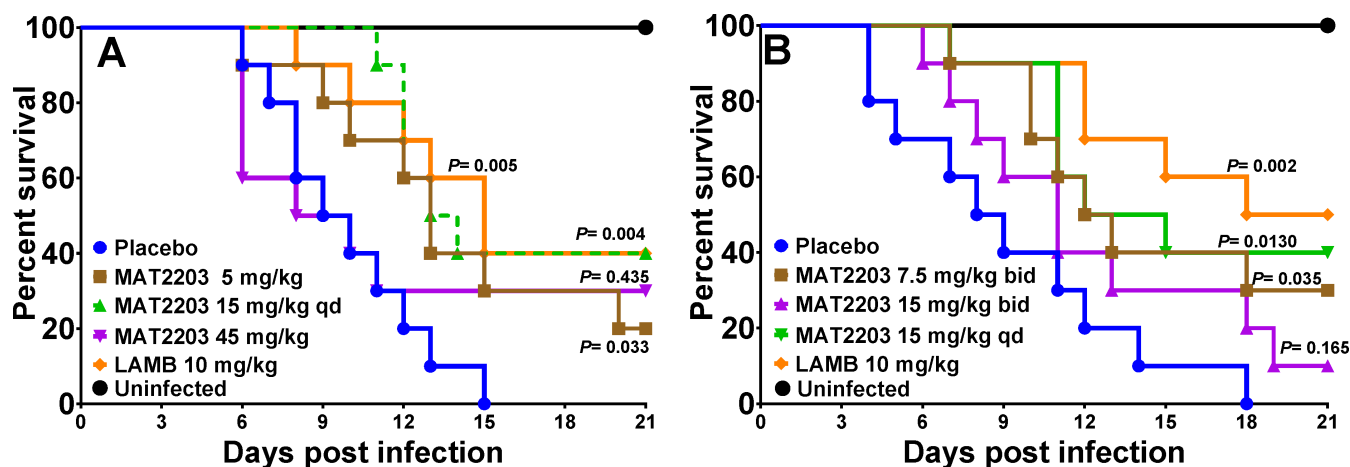 A
Percent survival
100
80
60
40
20
0
P= 0.005
P= 0.004
P= 0.435
P= 0.033
Placebo
MAT2203 5 mg/kg
MAT2203 15 mg/kg qd
MAT2203 45 mg/kg
LAMB 10 mg/kg
Uninfected
0 3 6 9 12 15 18 21
Days post infection
B
Percent survival
100
80
60
40
20
0
P= 0.002
P= 0.0130
P= 0.035
P= 0.165
Placebo
MAT2203 7.5 mg/kg bid
MAT2203 15 mg/kg bid
MAT2203 15 mg/kg qd
LAMB 10 mg/kg
Uninfected
0 3 6 9 12 15 18 21
Days post infection